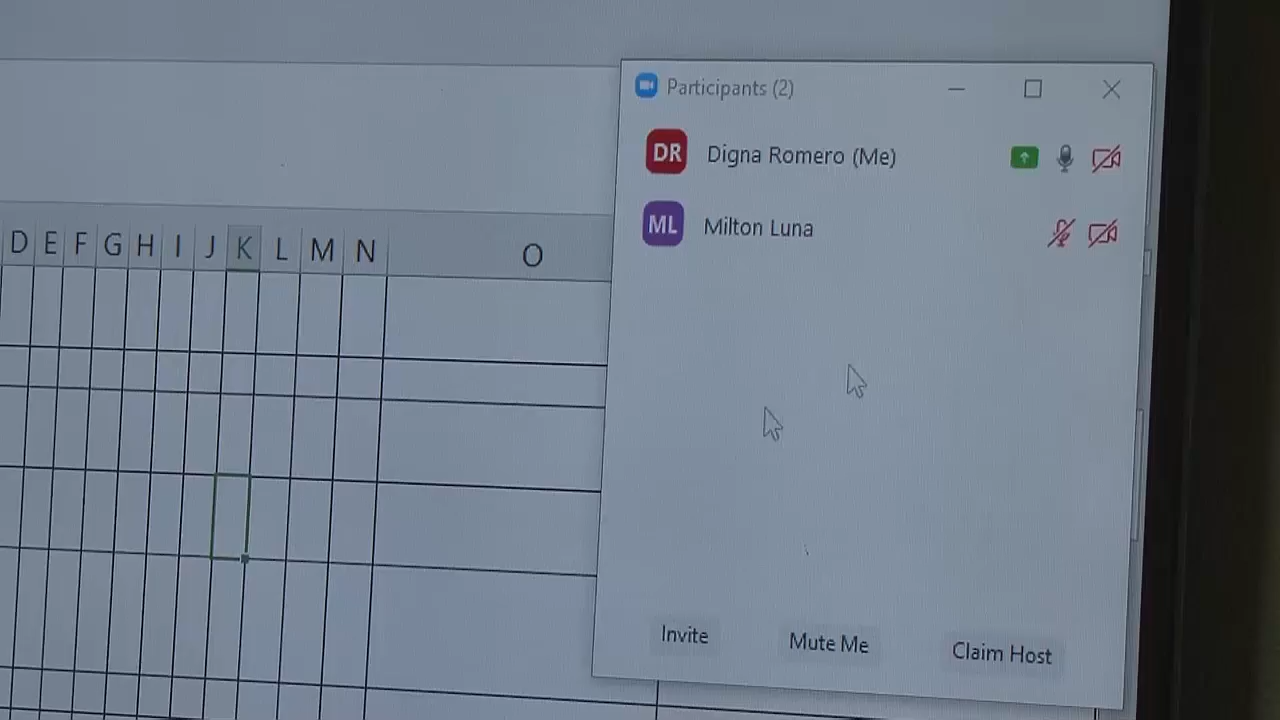 Participants (2)
DR Digna Romero (Me)
ML Milton Luna
D E F G H I J K L M N O
Invite Mute Me Claim Host